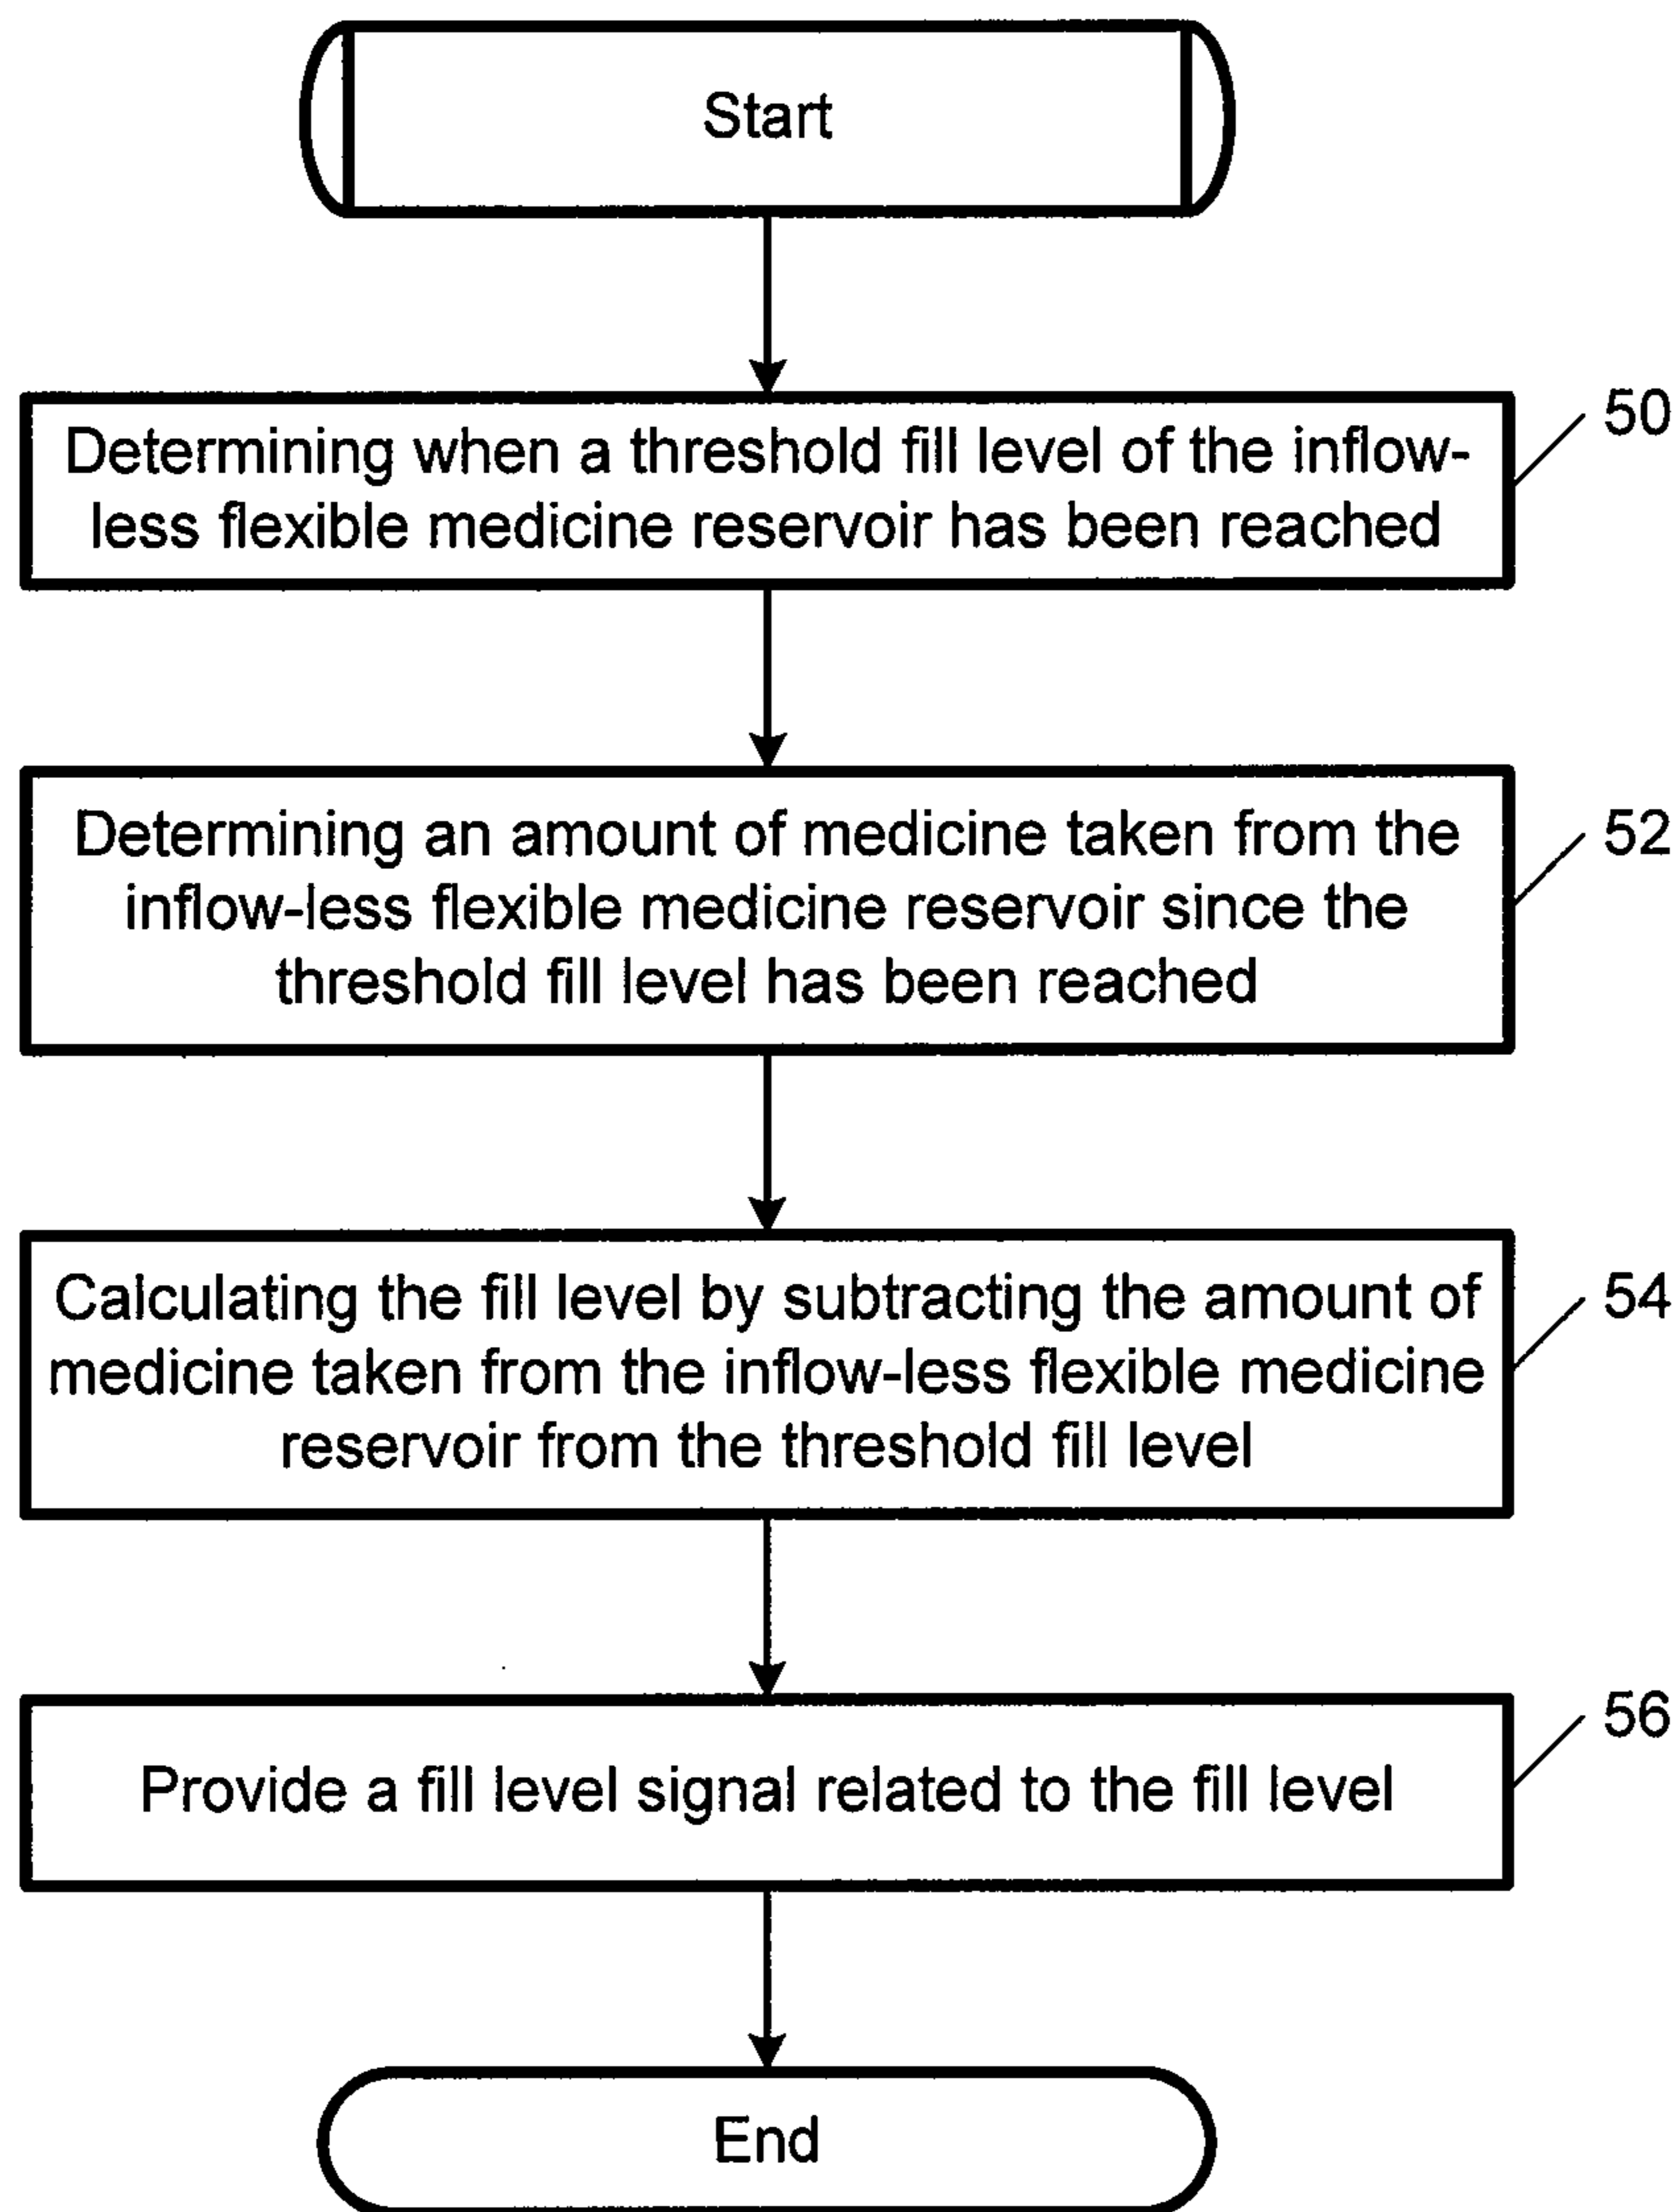 Start
Determining when a threshold fill level of the inflow-
less flexible medicine reservoir has been reached
50
Determining an amount of medicine taken from the
inflow-less flexible medicine reservoir since the
threshold fill level has been reached
52
Calculating the fill level by subtracting the amount of
medicine taken from the inflow-less flexible medicine
reservoir from the threshold fill level
54
Provide a fill level signal related to the fill level
56
End